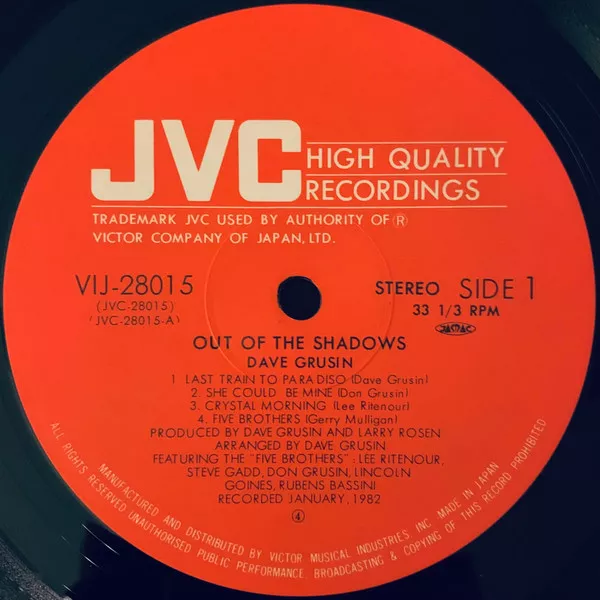 JVC HIGH QUALITY
RECORDINGS
TRADEMARK JVC USED BY AUTHORITY OF ®
VICTOR COMPANY OF JAPAN, LTD.
VIJ-28015
(JVC-28015)
(JVC-28015-A)
STEREO SIDE 1
33 1/3 RPM
JASRAC
OUT OF THE SHADOWS
DAVE GRUSIN
1 LAST TRAIN TO PARADISO (Dave Grusin)
2. SHE COULD BE MINE (Don Grusin)
3. CRYSTAL MORNING (Lee Ritenour)
4. FIVE BROTHERS (Gerry Mulligan)
PRODUCED BY DAVE GRUSIN AND LARRY ROSEN
ARRANGED BY DAVE GRUSIN
FEATURING THE "FIVE BROTHERS" : LEE RITENOUR,
STEVE GADD, DON GRUSIN, LINCOLN
GOINES, RUBENS BASSINI
RECORDED JANUARY, 1982
④
MANUFACTURED AND DISTRIBUTED BY VICTOR MUSICAL INDUSTRIES, INC. MADE IN JAPAN
ALL RIGHTS RESERVED UNAUTHORISED PUBLIC PERFORMANCE, BROADCASTING & COPYING OF THIS RECORD PROHIBITED